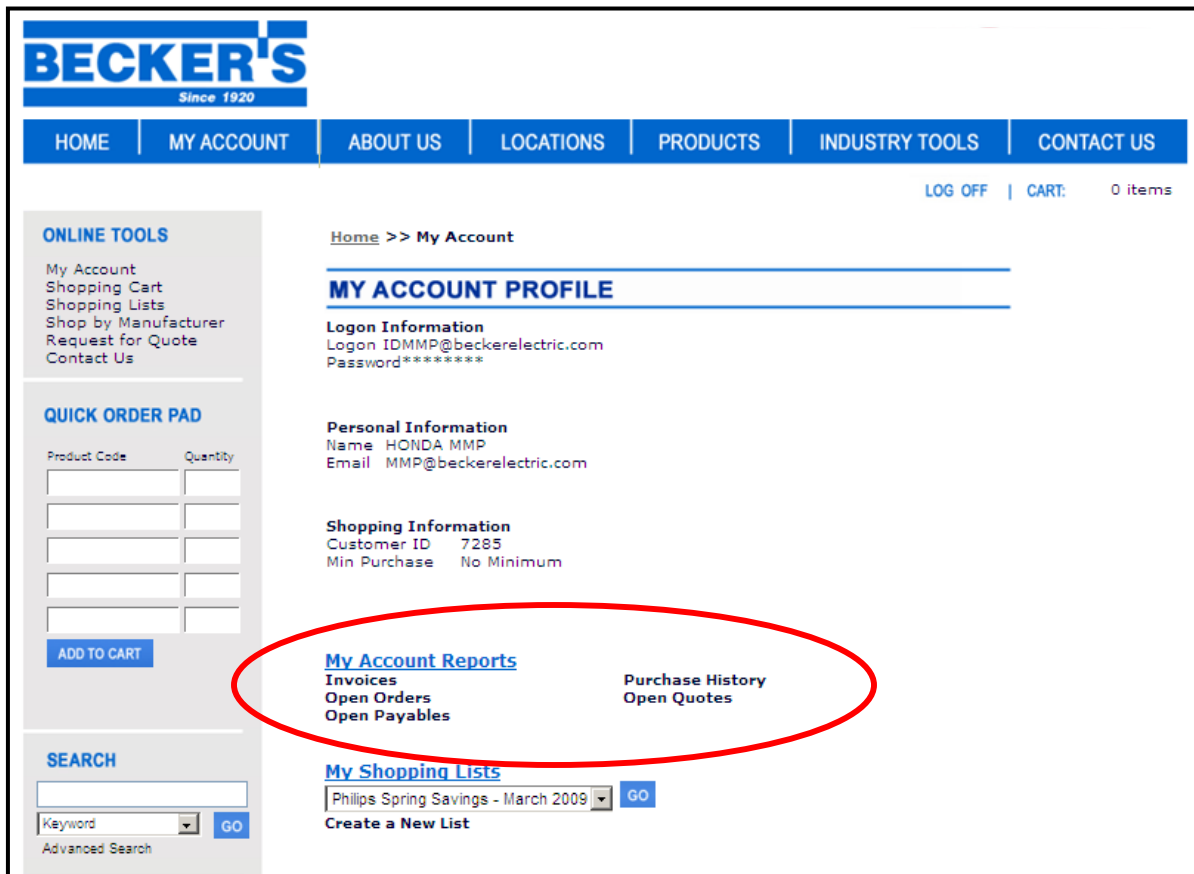 BECKER'S
Since 1920
HOME MY ACCOUNT ABOUT US LOCATIONS PRODUCTS INDUSTRY TOOLS CONTACT US
LOG OFF | CART: 0 items
ONLINE TOOLS
My Account
Shopping Cart
Shopping Lists
Shop by Manufacturer
Request for Quote
Contact Us
QUICK ORDER PAD
Product Code Quantity
ADD TO CART
SEARCH
Keyword GO
Advanced Search
Home >> My Account
MY ACCOUNT PROFILE
Logon Information
Logon IDMMP@beckerelectric.com
Password********
Personal Information
Name HONDA MMP
Email MMP@beckerelectric.com
Shopping Information
Customer ID 7285
Min Purchase No Minimum
My Account Reports
Invoices Purchase History
Open Orders Open Quotes
Open Payables
My Shopping Lists
Philips Spring Savings - March 2009 GO
Create a New List